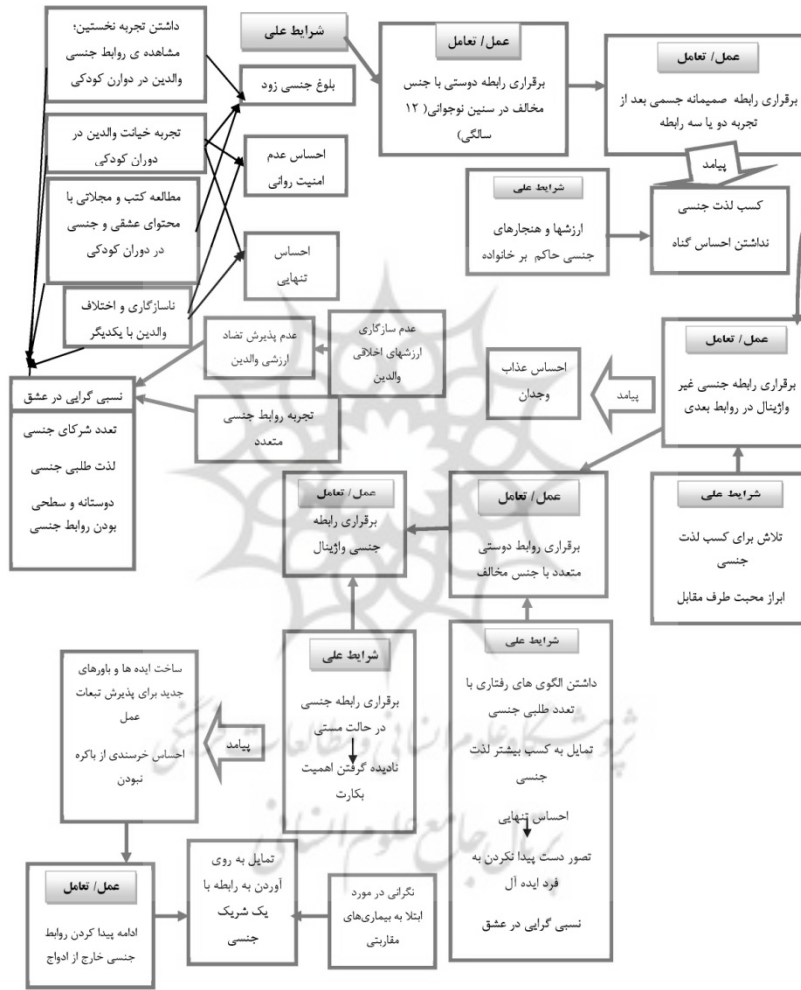 داشتن تجربه نخستین؛
مشاهده ی روابط جنسی
والدین در دوران کودکی
تجربه خیانت والدین در
دوران کودکی
مطالعه کتب و مجلاتی با
محتوای عشقی و جنسی
در دوران کودکی
ناسازگاری و اختلاف
والدین با یکدیگر
شرایط علی
بلوغ جنسی زود
احساس عدم
امنیت روانی
احساس
تنهایی
عمل/ تعامل
برقراری رابطه دوستی با جنس
مخالف در سنین نوجوانی( ۱۲
سالگی)
عمل/ تعامل
برقراری رابطه صمیمانه جسمی بعد از
تجربه دو یا سه رابطه
پیامد
شرایط علی
ارزشها و هنجارهای
جنسی حاکم بر خانواده
کسب لذت جنسی
نداشتن احساس گناه
عمل/ تعامل
برقراری رابطه جنسی غیر
واژینال در روابط بعدی
پیامد
احساس عذاب
وجدان
شرایط علی
تلاش برای کسب لذت
جنسی
ابراز محبت طرف مقابل
عدم سازگاری
ارزشهای اخلاقی
والدین
عدم پذیرش تضاد
ارزشی والدین
تجربه روابط جنسی
متعدد
نسبی گرایی در عشق
تعدد شرکای جنسی
لذت طلبی جنسی
دوستانه و سطحی
بودن روابط جنسی
عمل/ تعامل
برقراری روابط دوستی
متعدد با جنس مخالف
عمل/ تعامل
برقراری رابطه
جنسی واژینال
شرایط علی
داشتن الگوی های رفتاری با
تعدد طلبی جنسی
تمایل به کسب بیشتر لذت
جنسی
احساس تنهایی
تصور دست پیدا نکردن به
فرد ایده آل
نسبی گرایی در عشق
شرایط علی
برقراری رابطه جنسی
در حالت مستی
نادیده گرفتن اهمیت
بکارت
پیامد
ساخت ایده ها و باورهای
جدید برای پذیرش تبعات
عمل
احساس خرسندی از باکره
نبودن
عمل/ تعامل
ادامه پیدا کردن روابط
جنسی خارج از ادواج
تمایل به روی
آوردن به رابطه با
یک شریک
جنسی
نگرانی در مورد
ابتلا به بیماری‌های
مقاربتی
پژوهشگاه علوم انسانی و مطالعات فرهنگی
پرتال جامع علوم انسانی